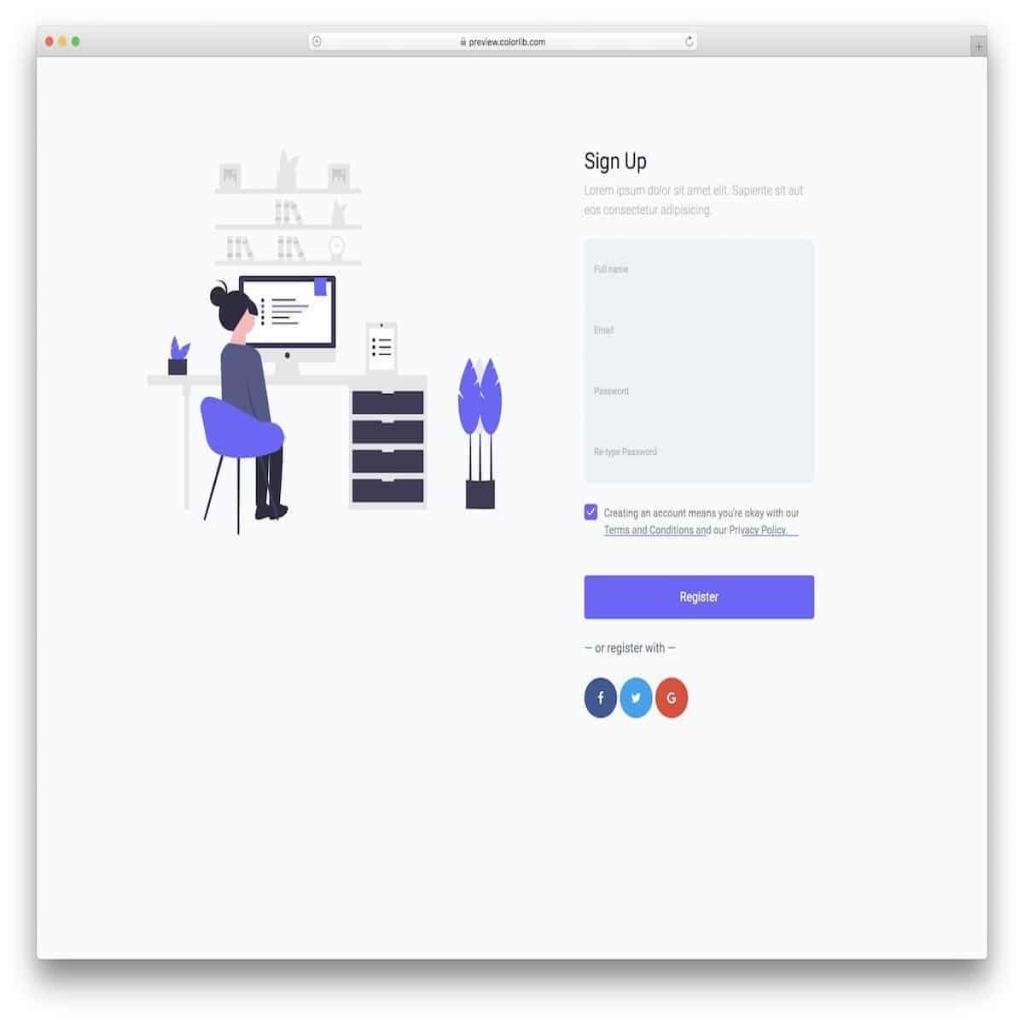 preview.colorlib.com
Sign Up
Lorem ipsum dolor sit amet elit. Sapiente sit aut
eos consectetur adipisicing.
Full name
Email
Password
Re-type Password
Creating an account means you're okay with our
Terms and Conditions and our Privacy Policy.
Register
— or register with —
f
G